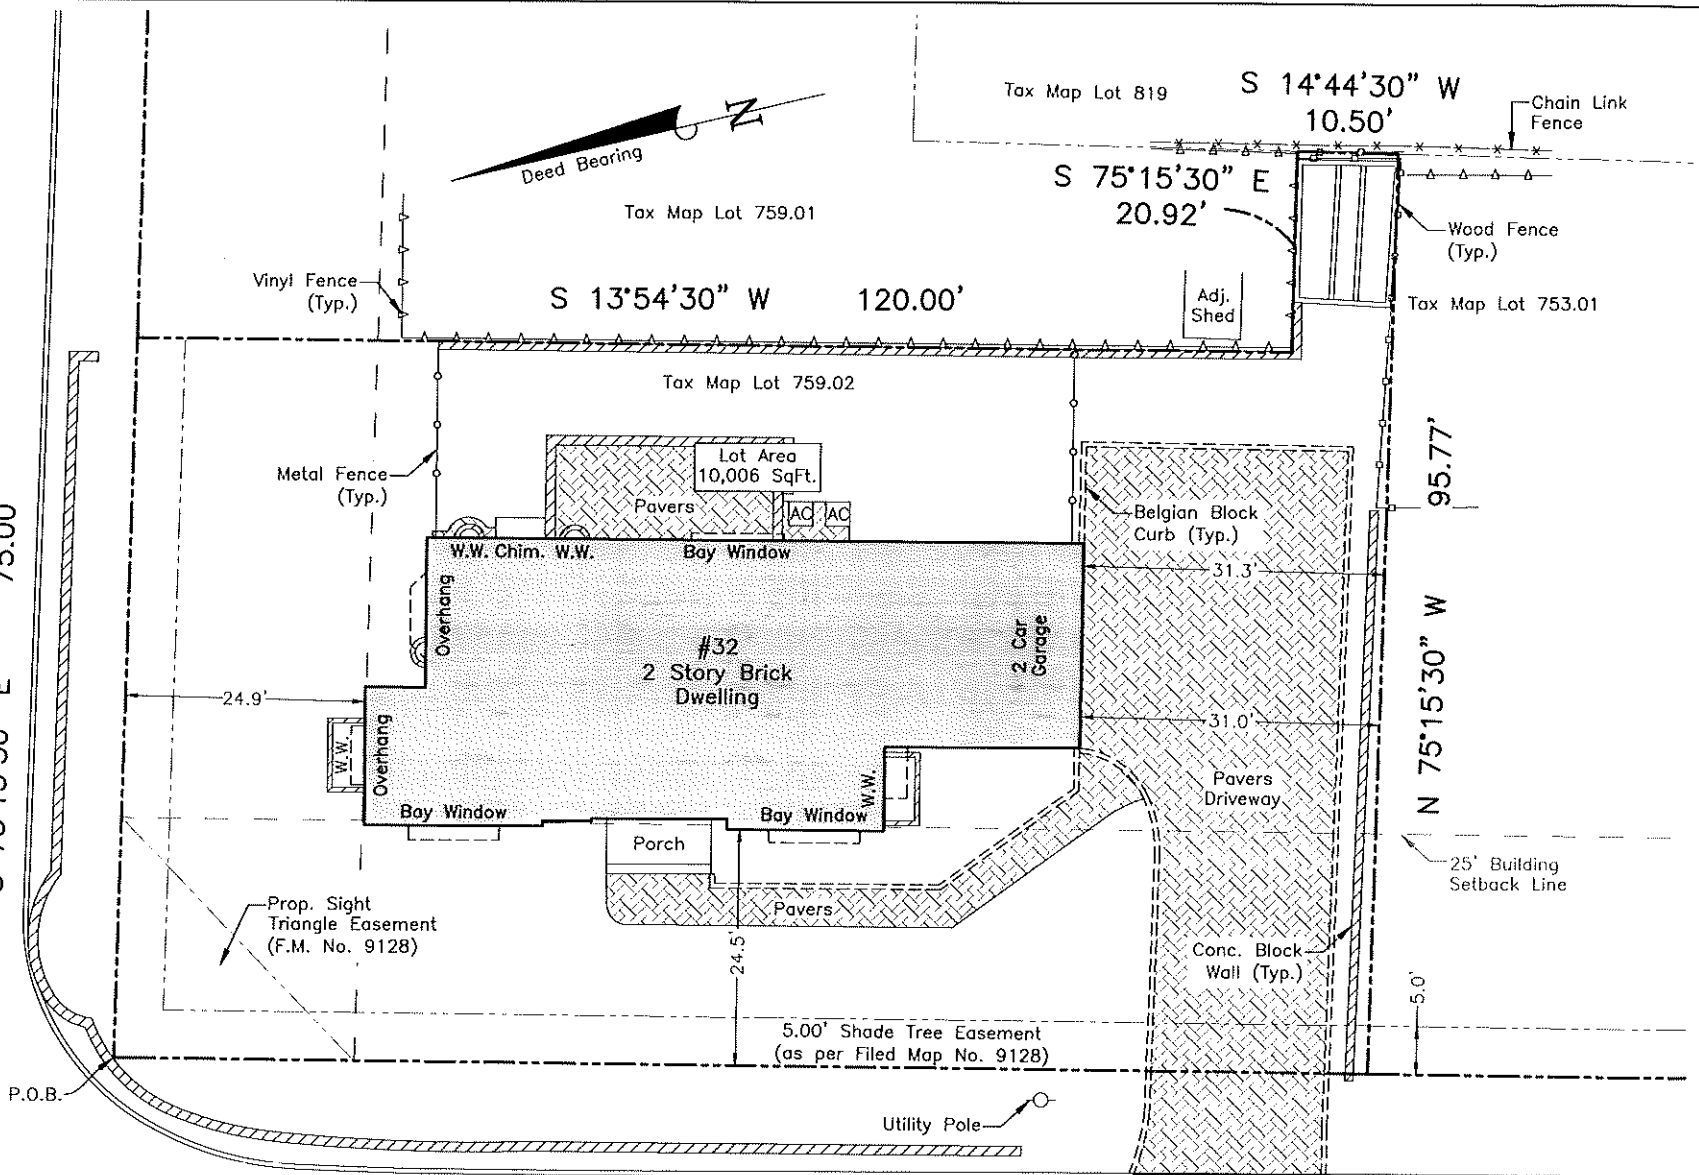 Tax Map Lot 819
S 14°44'30" W
10.50'
Chain Link
Fence
N
Deed Bearing
S 75°15'30" E
20.92'
Tax Map Lot 759.01
Wood Fence
(Typ.)
Vinyl Fence
(Typ.)
S 13°54'30" W 120.00'
Adj.
Shed
Tax Map Lot 753.01
Tax Map Lot 759.02
Metal Fence
(Typ.)
Lot Area
10,006 SqFt.
Pavers
AC
AC
Belgian Block
Curb (Typ.)
95.77'
N 75°15'30" W
75.00
W.W. Chim. W.W.
Bay Window
Overhang
31.3'
#32
2 Story Brick
Dwelling
2 Car
Garage
24.9'
31.0'
W.W.
Overhang
Bay Window
Bay Window
W.W.
Pavers
Driveway
Porch
25' Building
Setback Line
Prop. Sight
Triangle Easement
(F.M. No. 9128)
Pavers
24.5'
Conc. Block
Wall (Typ.)
5.0'
5.00' Shade Tree Easement
(as per Filed Map No. 9128)
P.O.B.
Utility Pole